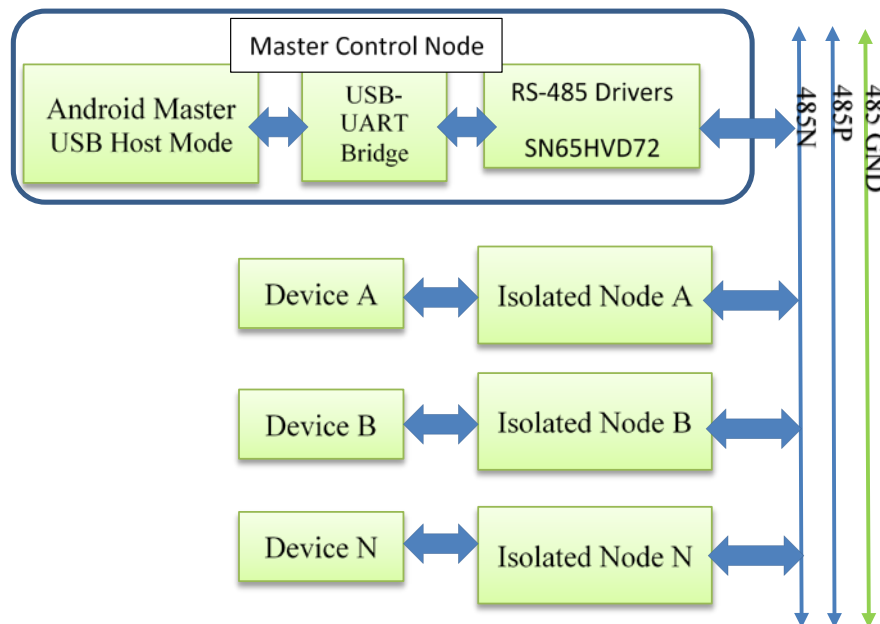 Master Control Node
Android Master
USB Host Mode
USB-
UART
Bridge
RS-485 Drivers
SN65HVD72
485N
485P
485 GND
Device A
Isolated Node A
Device B
Isolated Node B
Device N
Isolated Node N